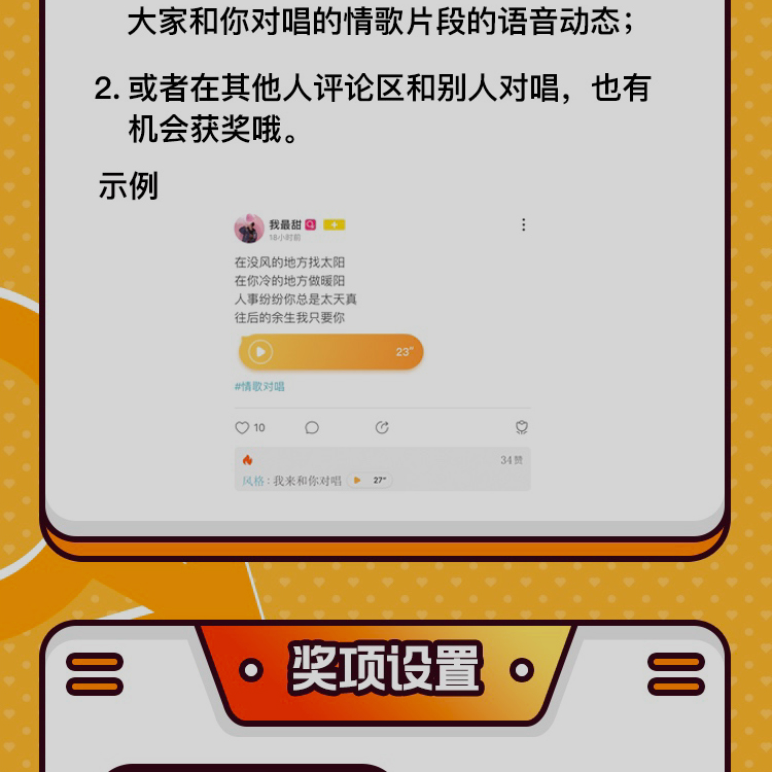 大家和你对唱的情歌片段的语音动态；
2. 或者在其他人评论区和别人对唱，也有
机会获奖哦。
示例
我最甜
18小时前
在没风的地方找太阳
在你冷的地方做暖阳
人事纷纷你总是太天真
往后的余生我只要你
23"
#情歌对唱
10
34赞
风格：我来和你对唱 27"
奖项设置